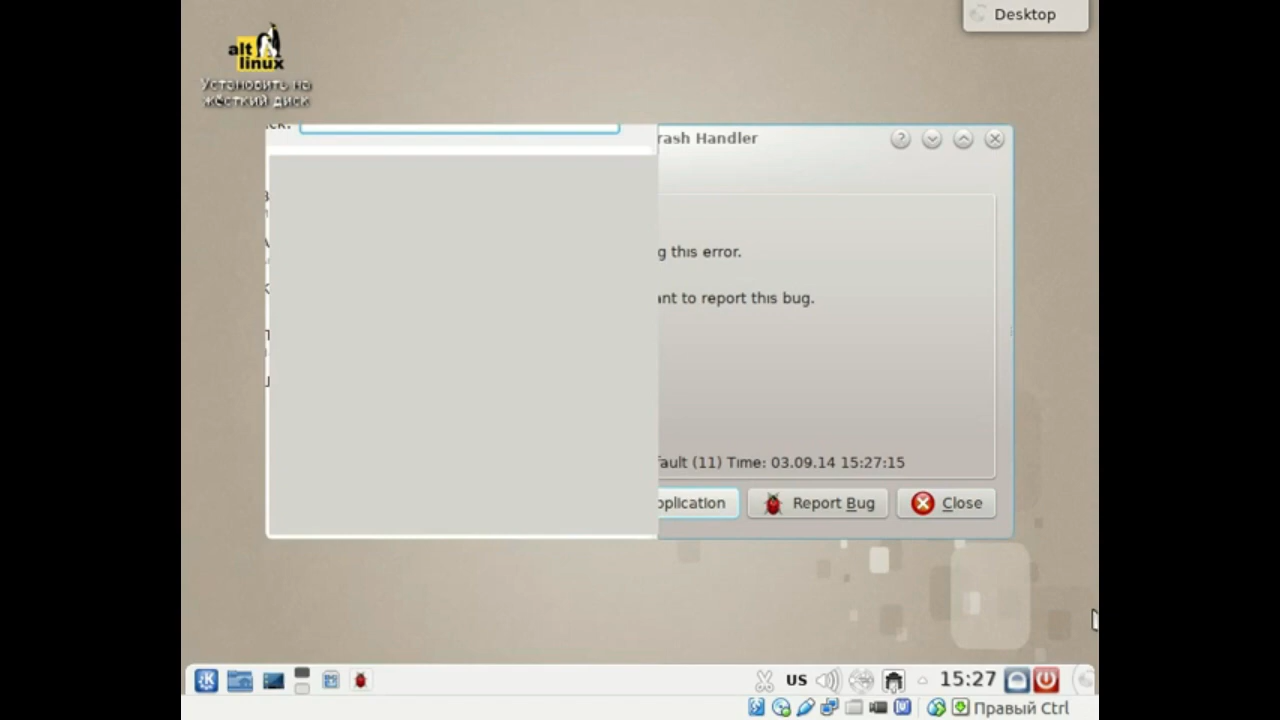 Desktop
alt
linux
Установить на
жёсткий диск
rash Handler
g this error.
ant to report this bug.
fault (11) Time: 03.09.14 15:27:15
pplication
Report Bug
Close
US
15:27
Правый Ctrl